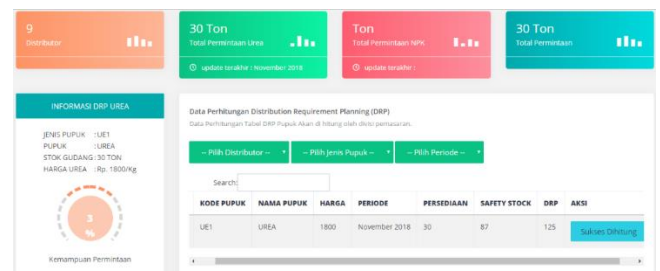 9
Distributor
30 Ton
Total Permintaan Urea
update terakhir : November 2018
Ton
Total Permintaan NPK
update terakhir :
30 Ton
Total Permintaan
INFORMASI DRP UREA
JENIS PUPUK :UE1
PUPUK :UREA
STOK GUDANG :30 TON
HARGA UREA :Rp. 1800/Kg
3
%
Kemampuan Permintaan
Data Perhitungan Distribution Requirement Planning (DRP)
Data Perhitungan Tabel DRP Pupuk Akan di hitung oleh divisi pemasaran.
-- Pilih Distributor --
-- Pilih Jenis Pupuk --
-- Pilih Periode --
Search:
KODE PUPUK NAMA PUPUK HARGA PERIODE PERSEDIAAN SAFETY STOCK DRP AKSI
UE1 UREA 1800 November 2018 30 87 125 Sukses Dihitung